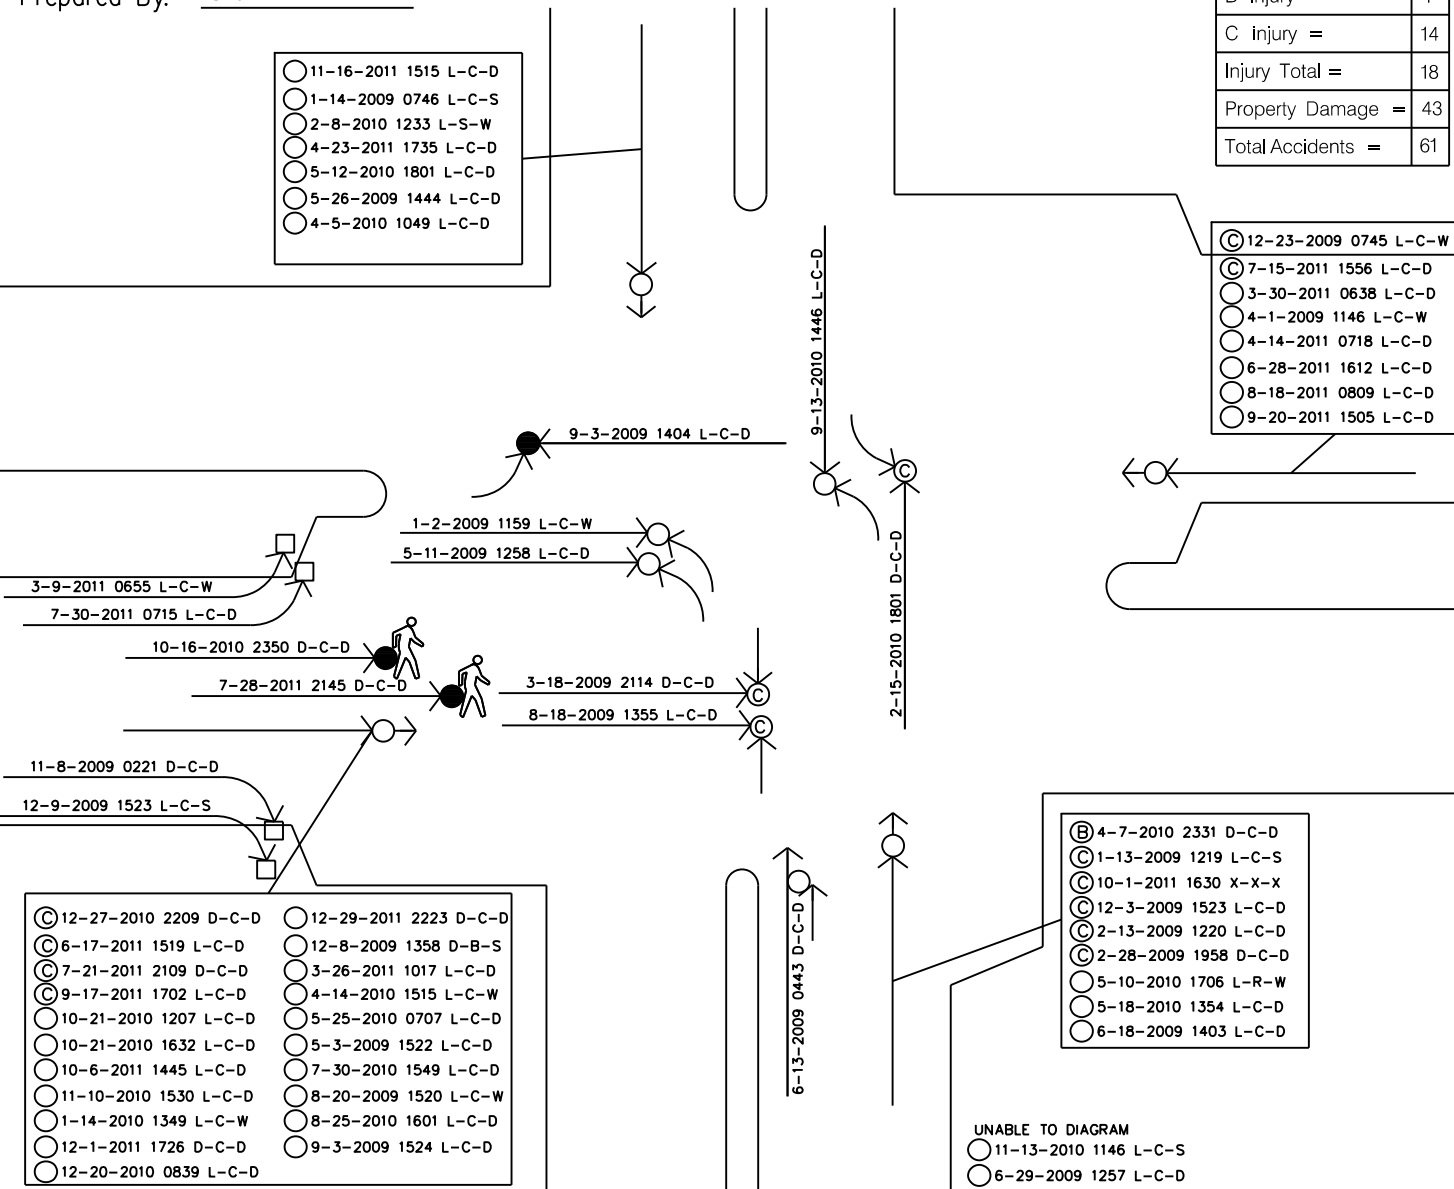 Prepared By:
C Injury = 14
Injury Total = 18
Property Damage = 43
Total Accidents = 61
11-16-2011 1515 L-C-D
1-14-2009 0746 L-C-S
2-8-2010 1233 L-S-W
4-23-2011 1735 L-C-D
5-12-2010 1801 L-C-D
5-26-2009 1444 L-C-D
4-5-2010 1049 L-C-D
C 12-23-2009 0745 L-C-W
C 7-15-2011 1556 L-C-D
3-30-2011 0638 L-C-D
4-1-2009 1146 L-C-W
4-14-2011 0718 L-C-D
6-28-2011 1612 L-C-D
8-18-2011 0809 L-C-D
9-20-2011 1505 L-C-D
9-13-2010 1446 L-C-D
9-3-2009 1404 L-C-D
C
1-2-2009 1159 L-C-W
5-11-2009 1258 L-C-D
2-15-2010 1801 D-C-D
3-9-2011 0655 L-C-W
7-30-2011 0715 L-C-D
10-16-2010 2350 D-C-D
7-28-2011 2145 D-C-D
3-18-2009 2114 D-C-D C
8-18-2009 1355 L-C-D C
11-8-2009 0221 D-C-D
12-9-2009 1523 L-C-S
C 12-27-2010 2209 D-C-D
C 6-17-2011 1519 L-C-D
C 7-21-2011 2109 D-C-D
C 9-17-2011 1702 L-C-D
10-21-2010 1207 L-C-D
10-21-2010 1632 L-C-D
10-6-2011 1445 L-C-D
11-10-2010 1530 L-C-D
1-14-2010 1349 L-C-W
12-1-2011 1726 D-C-D
12-20-2010 0839 L-C-D
12-29-2011 2223 D-C-D
12-8-2009 1358 D-B-S
3-26-2011 1017 L-C-D
4-14-2010 1515 L-C-W
5-25-2010 0707 L-C-D
5-3-2009 1522 L-C-D
7-30-2010 1549 L-C-D
8-20-2009 1520 L-C-W
8-25-2010 1601 L-C-D
9-3-2009 1524 L-C-D
6-13-2009 0443 D-C-D
B 4-7-2010 2331 D-C-D
C 1-13-2009 1219 L-C-S
C 10-1-2011 1630 X-X-X
C 12-3-2009 1523 L-C-D
C 2-13-2009 1220 L-C-D
C 2-28-2009 1958 D-C-D
5-10-2010 1706 L-R-W
5-18-2010 1354 L-C-D
6-18-2009 1403 L-C-D
UNABLE TO DIAGRAM
11-13-2010 1146 L-C-S
6-29-2009 1257 L-C-D